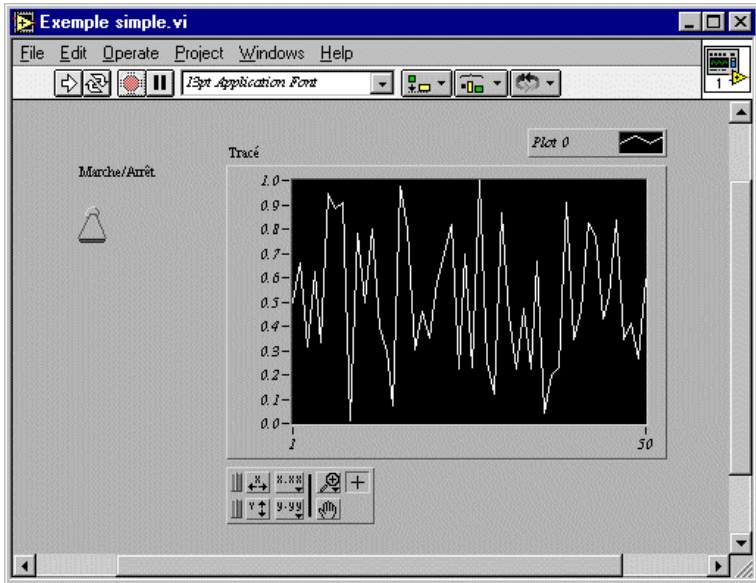 Exemple simple.vi
File Edit Operate Project Windows Help
13pt Application Font
1
Plot 0
Tracé
Marche/Arrêt
1.0
0.9
0.8
0.7
0.6
0.5
0.4
0.3
0.2
0.1
0.0
1 50
X X.XX
Y Y.YY